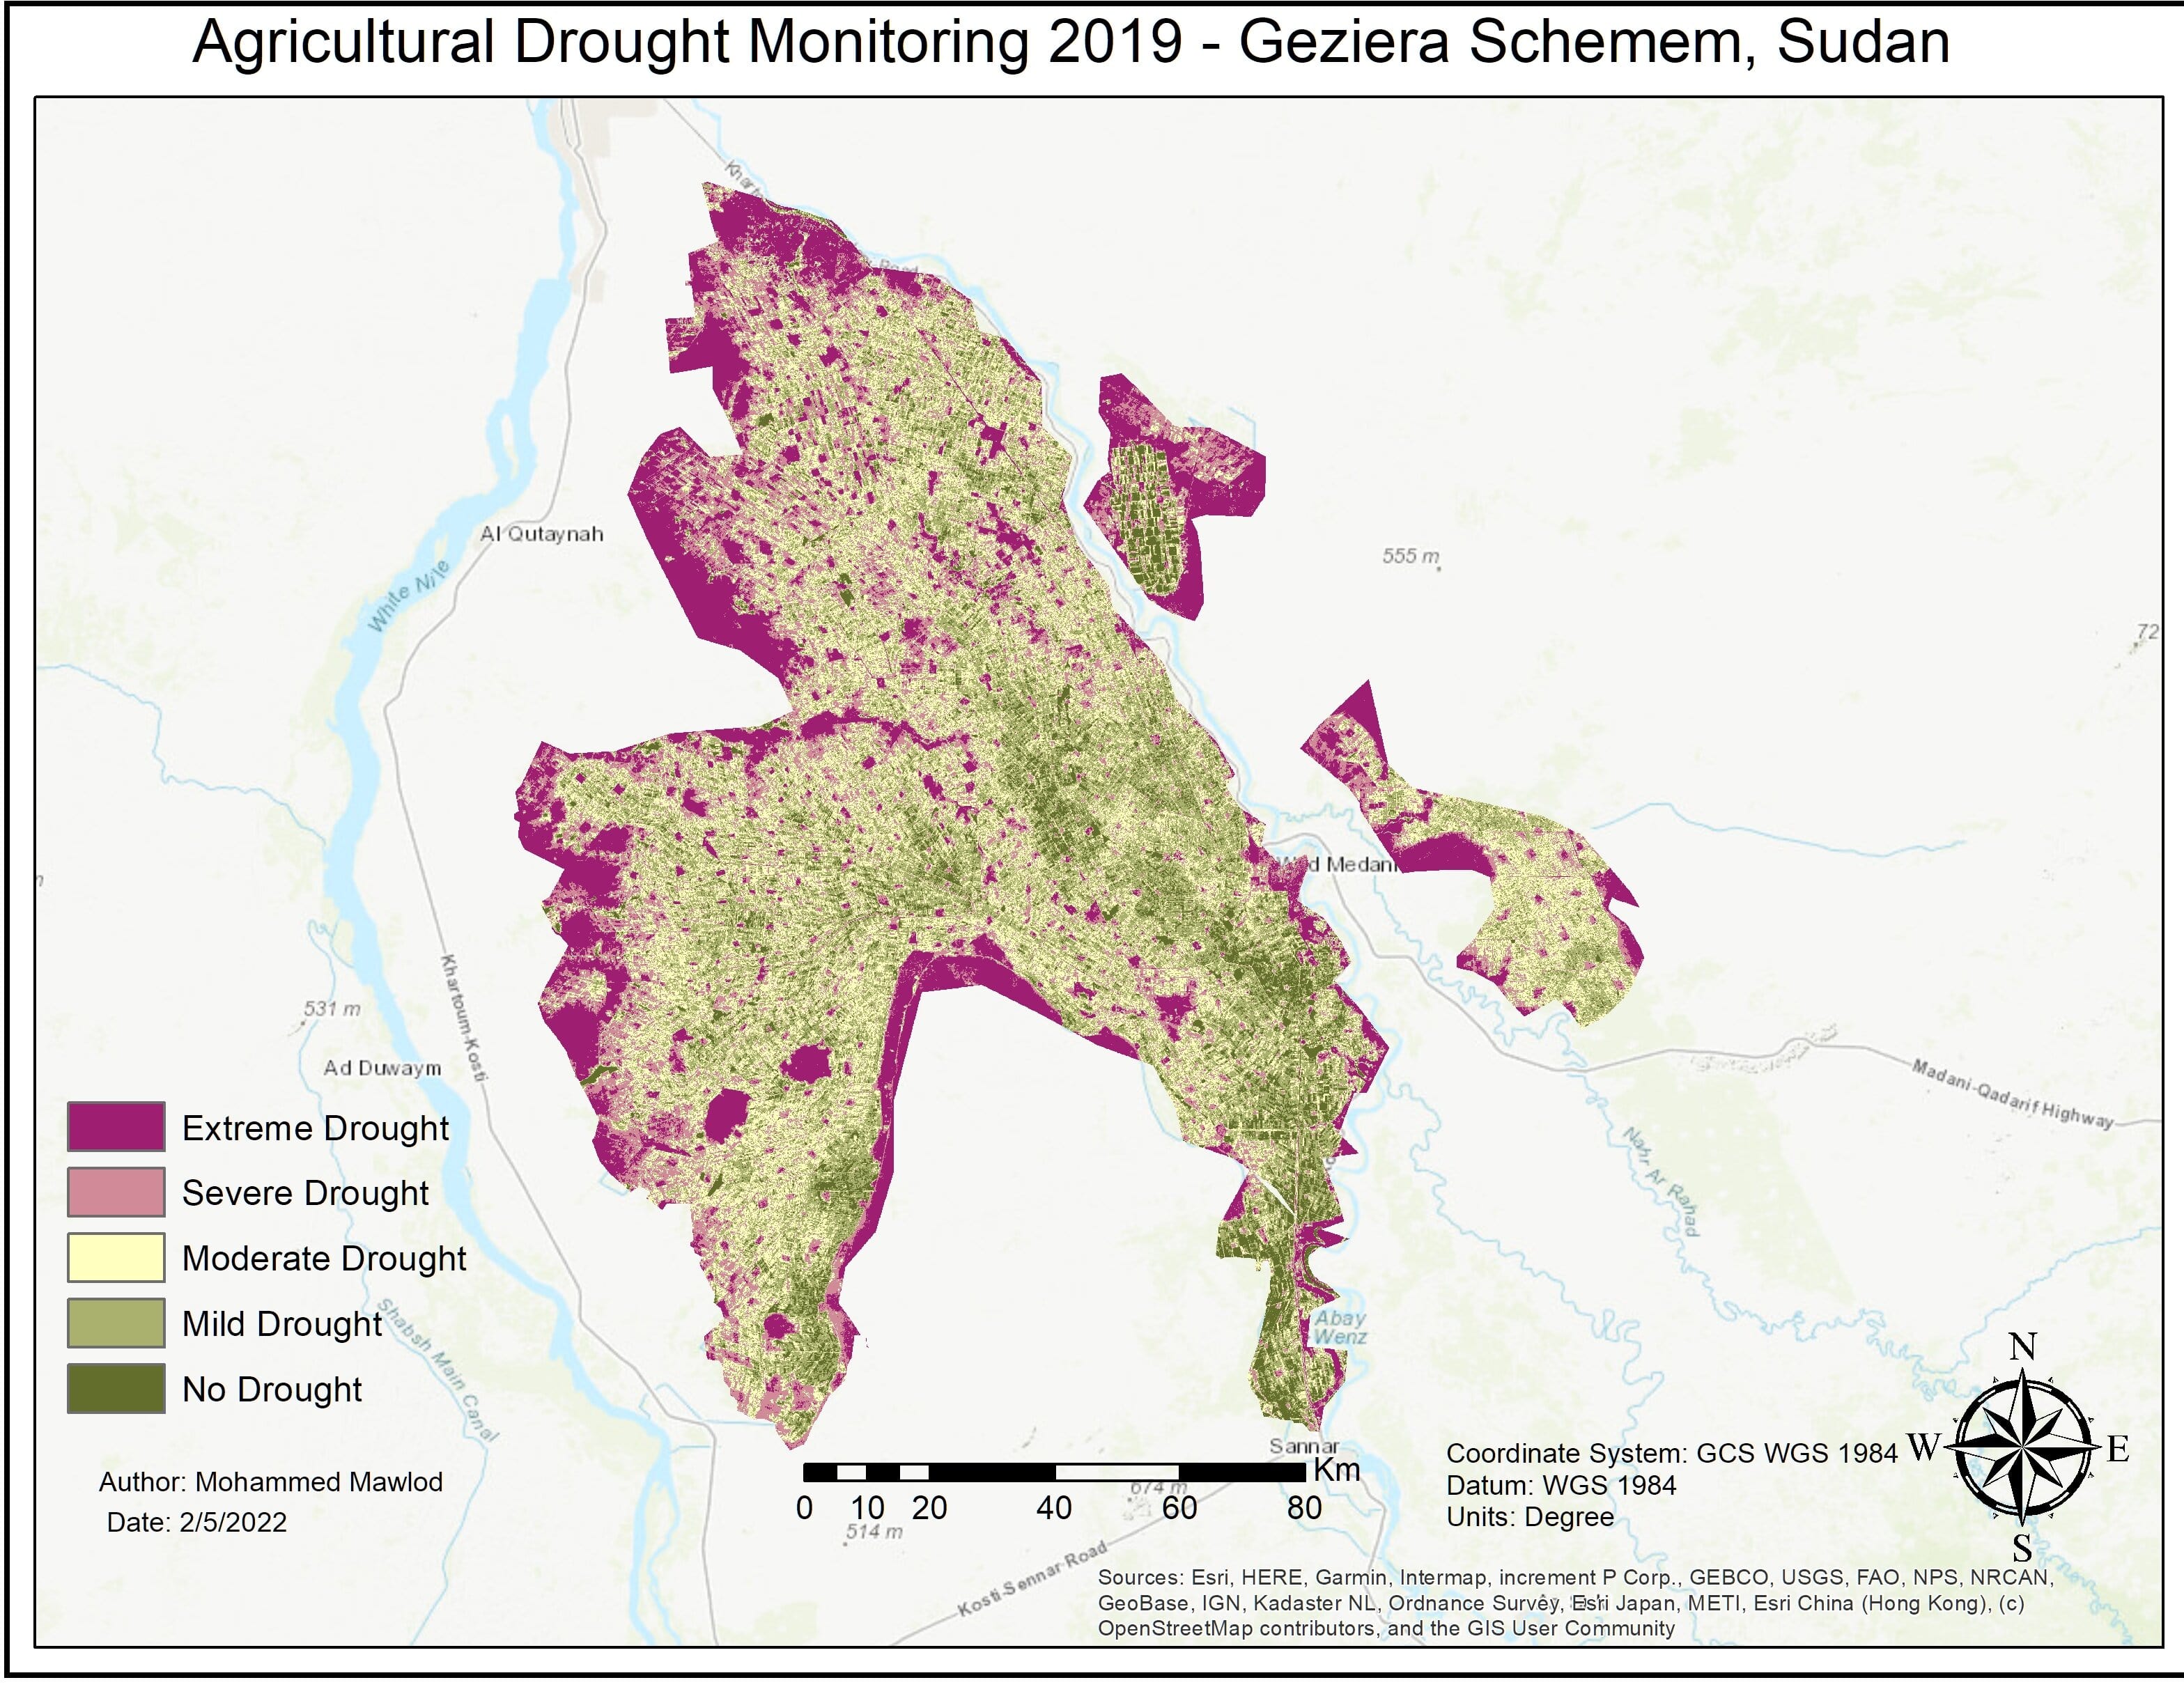 Agricultural Drought Monitoring 2019 - Geziera Schemem, Sudan
Al Qutaynah
White Nile
555 m
72
Wad Medani
Khartoum-Kosti
531 m
Ad Duwaym
Madani-Qadarif Highway
Nahr Ar Rahad
Shabsh Main Canal
Abay
Wenz
Sannar
674 m
514 m
Kosti-Sennar Road
Extreme Drought
Severe Drought
Moderate Drought
Mild Drought
No Drought
Author: Mohammed Mawlod
Date: 2/5/2022
0 10 20 40 60 80
Km
Coordinate System: GCS WGS 1984
Datum: WGS 1984
Units: Degree
N
W
E
S
Sources: Esri, HERE, Garmin, Intermap, increment P Corp., GEBCO, USGS, FAO, NPS, NRCAN,
GeoBase, IGN, Kadaster NL, Ordnance Survey, Esri Japan, METI, Esri China (Hong Kong), (c)
OpenStreetMap contributors, and the GIS User Community